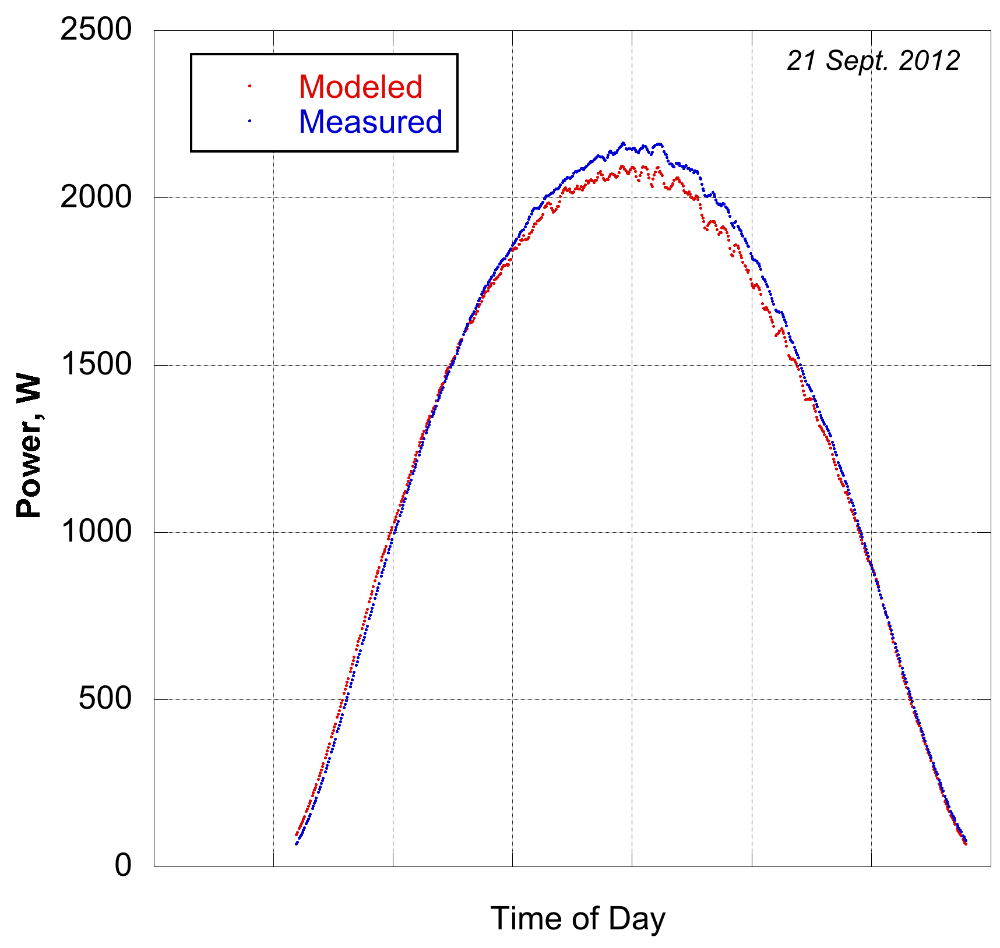 2500
21 Sept. 2012
Modeled
Measured
2000
1500
Power, W
1000
500
0
Time of Day